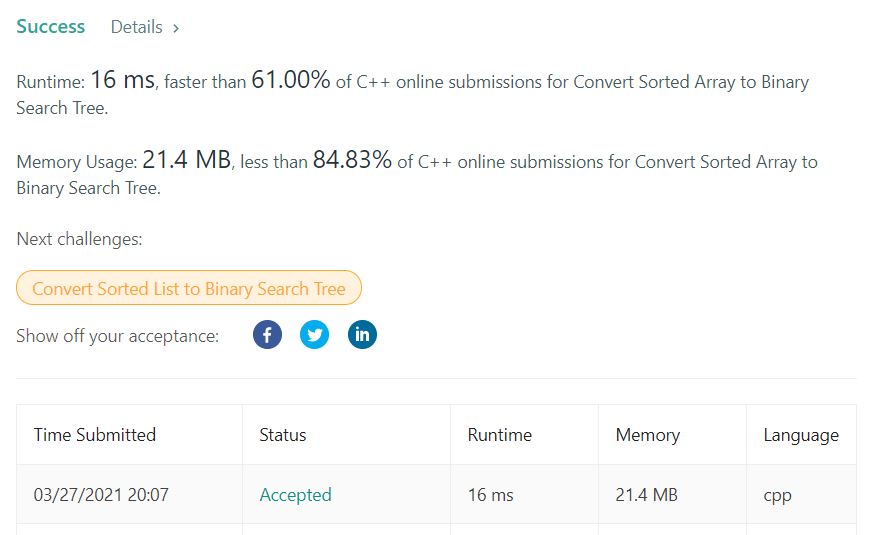 Success Details >
Runtime: 16 ms, faster than 61.00% of C++ online submissions for Convert Sorted Array to Binary
Search Tree.
Memory Usage: 21.4 MB, less than 84.83% of C++ online submissions for Convert Sorted Array to
Binary Search Tree.
Next challenges:
Convert Sorted List to Binary Search Tree
Show off your acceptance: f in
Time Submitted Status Runtime Memory Language
03/27/2021 20:07 Accepted 16 ms 21.4 MB cpp